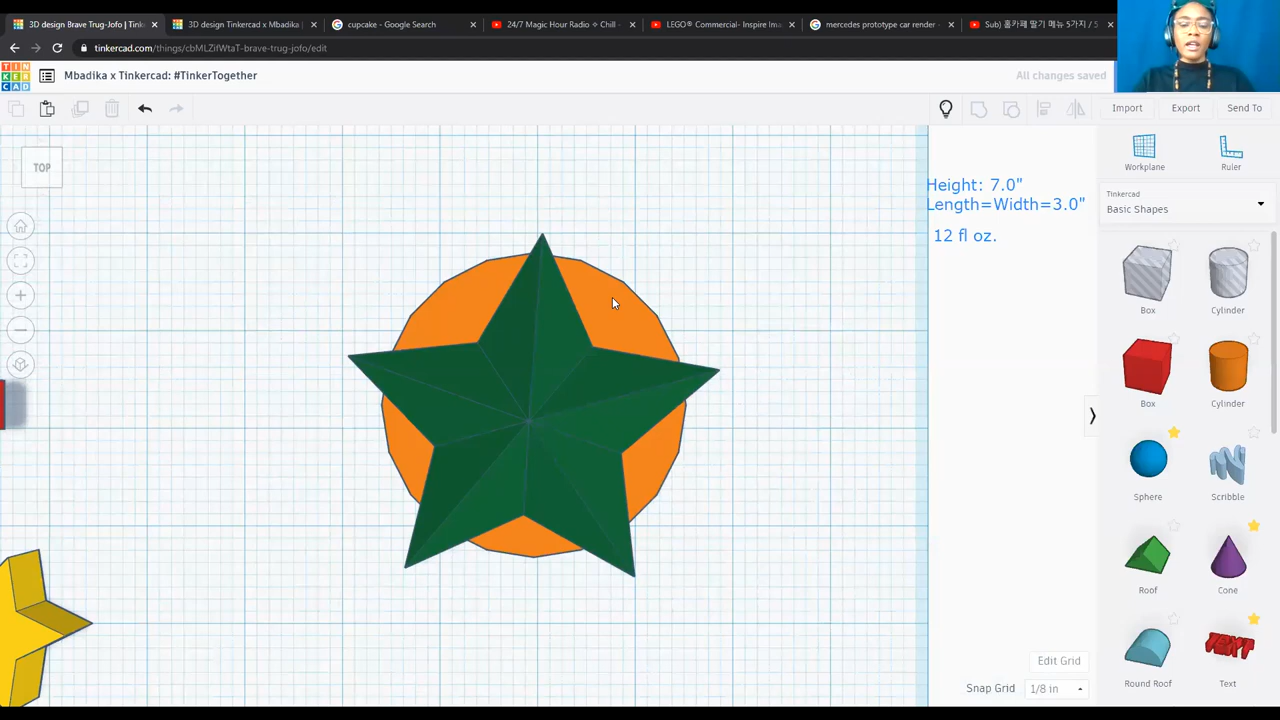 3D design Brave Trug-Jofo | Tink
3D design Tinkercad x Mbadika |
cupcake - Google Search
24/7 Magic Hour Radio ✧ Chill -
LEGO® Commercial- Inspire Ima
mercedes prototype car render -
Sub) 홈카페 딸기 메뉴 5가지 / 5
tinkercad.com/things/cbMLZifWtaT-brave-trug-jofo/edit
TIN
KER
CAD
Mbadika x Tinkercad: #TinkerTogether
All changes saved
Import
Export
Send To
TOP
Workplane
Ruler
Height: 7.0"
Length=Width=3.0"
12 fl oz.
Tinkercad
Basic Shapes
Box
Cylinder
Box
Cylinder
Sphere
Scribble
Roof
Cone
TEXT
Round Roof
Text
Edit Grid
Snap Grid
1/8 in